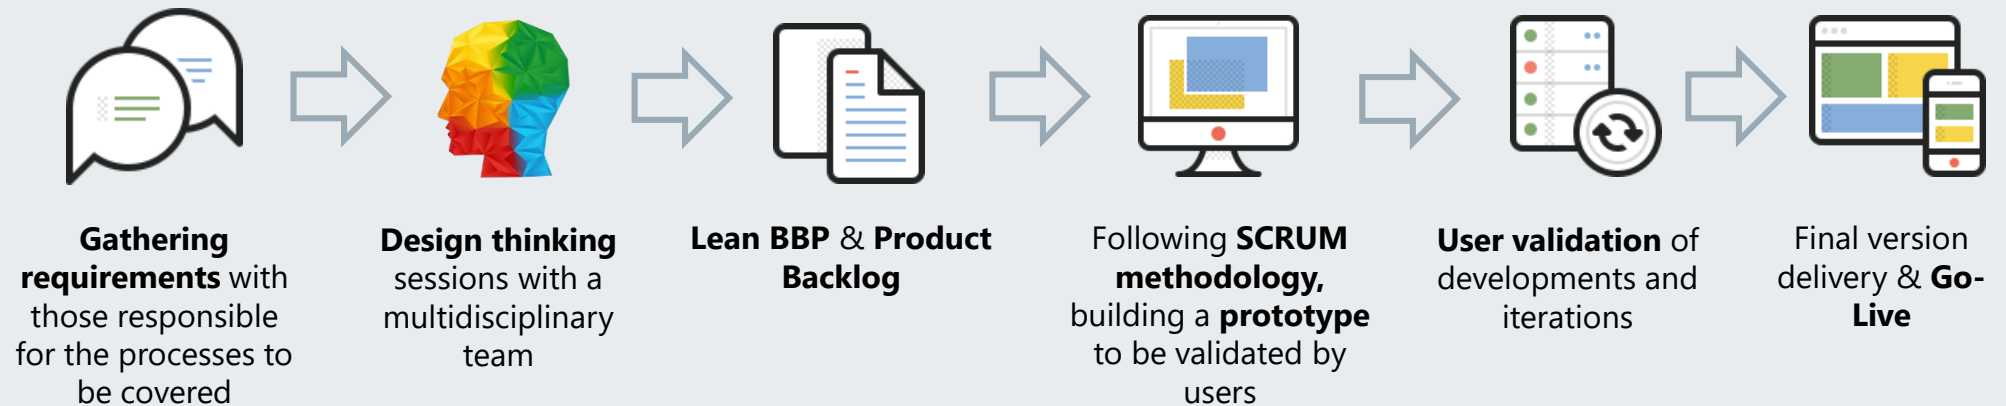 Gathering
requirements with
those responsible
for the processes to
be covered
Design thinking
sessions with a
multidisciplinary
team
Lean BBP & Product
Backlog
Following SCRUM
methodology,
building a prototype
to be validated by
users
User validation of
developments and
iterations
Final version
delivery & Go-
Live